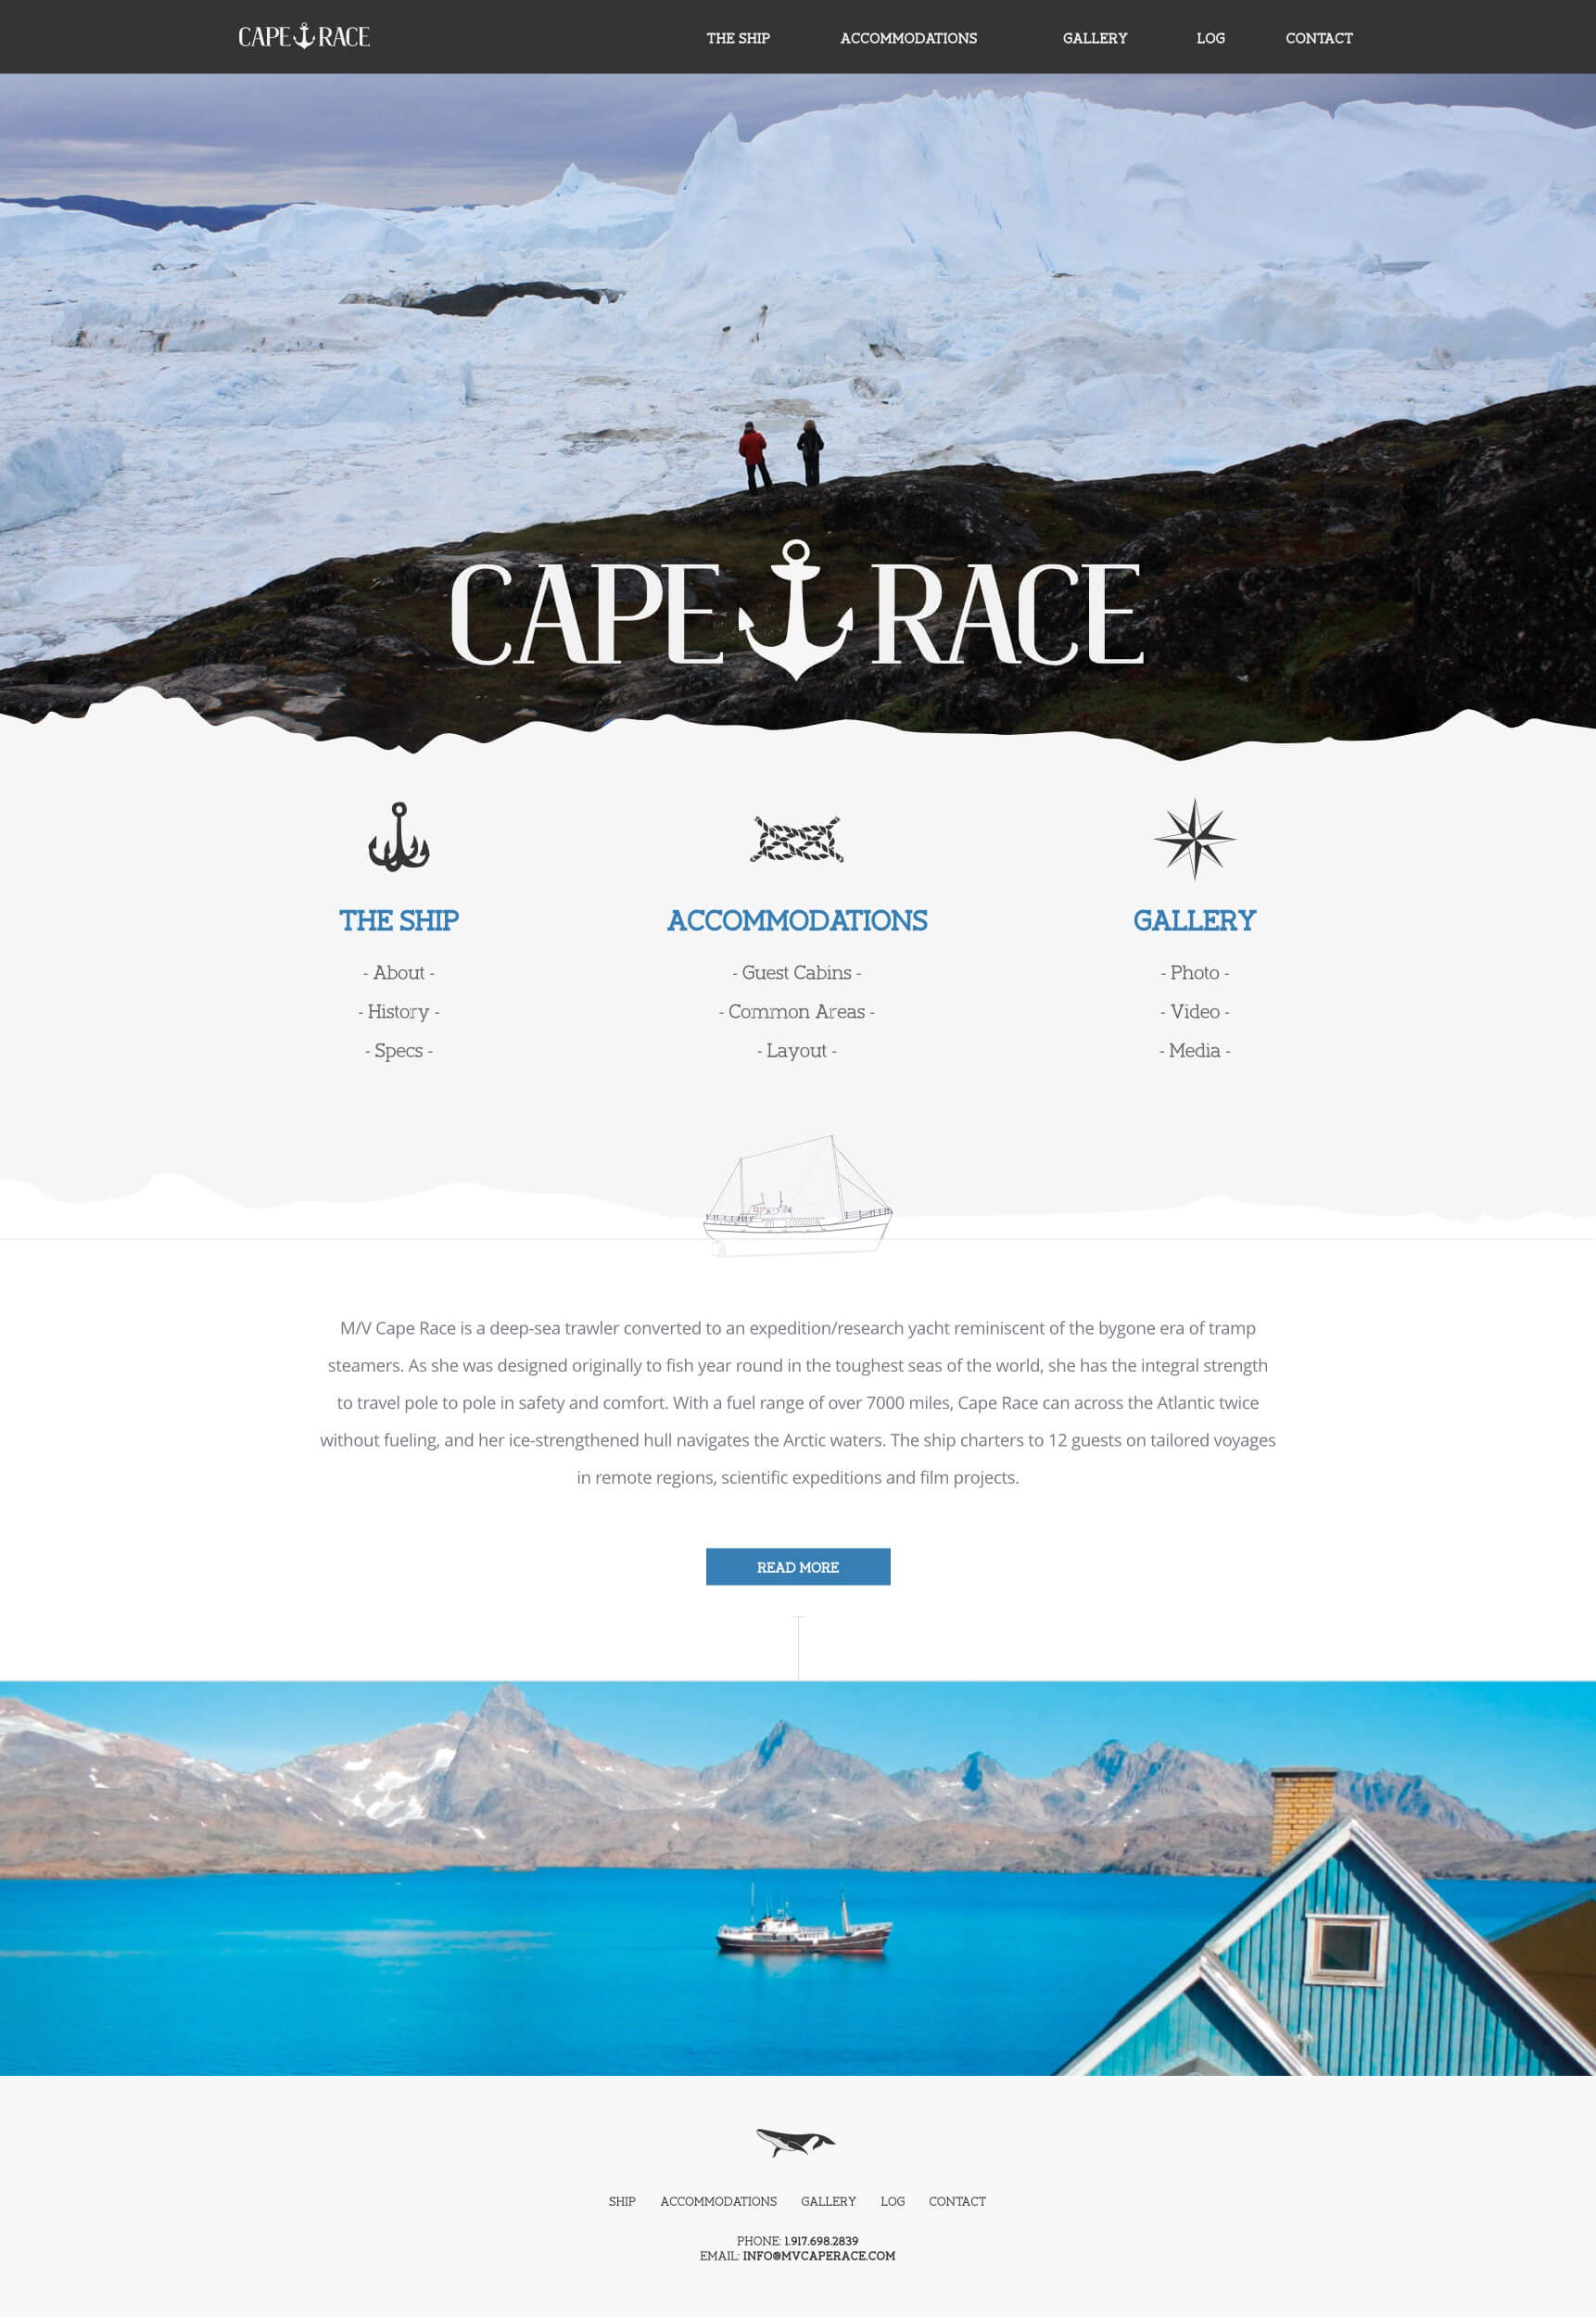 CAPE RACE
THE SHIP ACCOMMODATIONS GALLERY LOG CONTACT
CAPE RACE
THE SHIP
- About -
- History -
- Specs -
ACCOMMODATIONS
- Guest Cabins -
- Common Areas -
- Layout -
GALLERY
- Photo -
- Video -
- Media -
M/V Cape Race is a deep-sea trawler converted to an expedition/research yacht reminiscent of the bygone era of tramp
steamers. As she was designed originally to fish year round in the toughest seas of the world, she has the integral strength
to travel pole to pole in safety and comfort. With a fuel range of over 7000 miles, Cape Race can across the Atlantic twice
without fueling, and her ice-strengthened hull navigates the Arctic waters. The ship charters to 12 guests on tailored voyages
in remote regions, scientific expeditions and film projects.
READ MORE
SHIP ACCOMMODATIONS GALLERY LOG CONTACT
PHONE: 1.917.698.2839
EMAIL: INFO@MVCAPERACE.COM